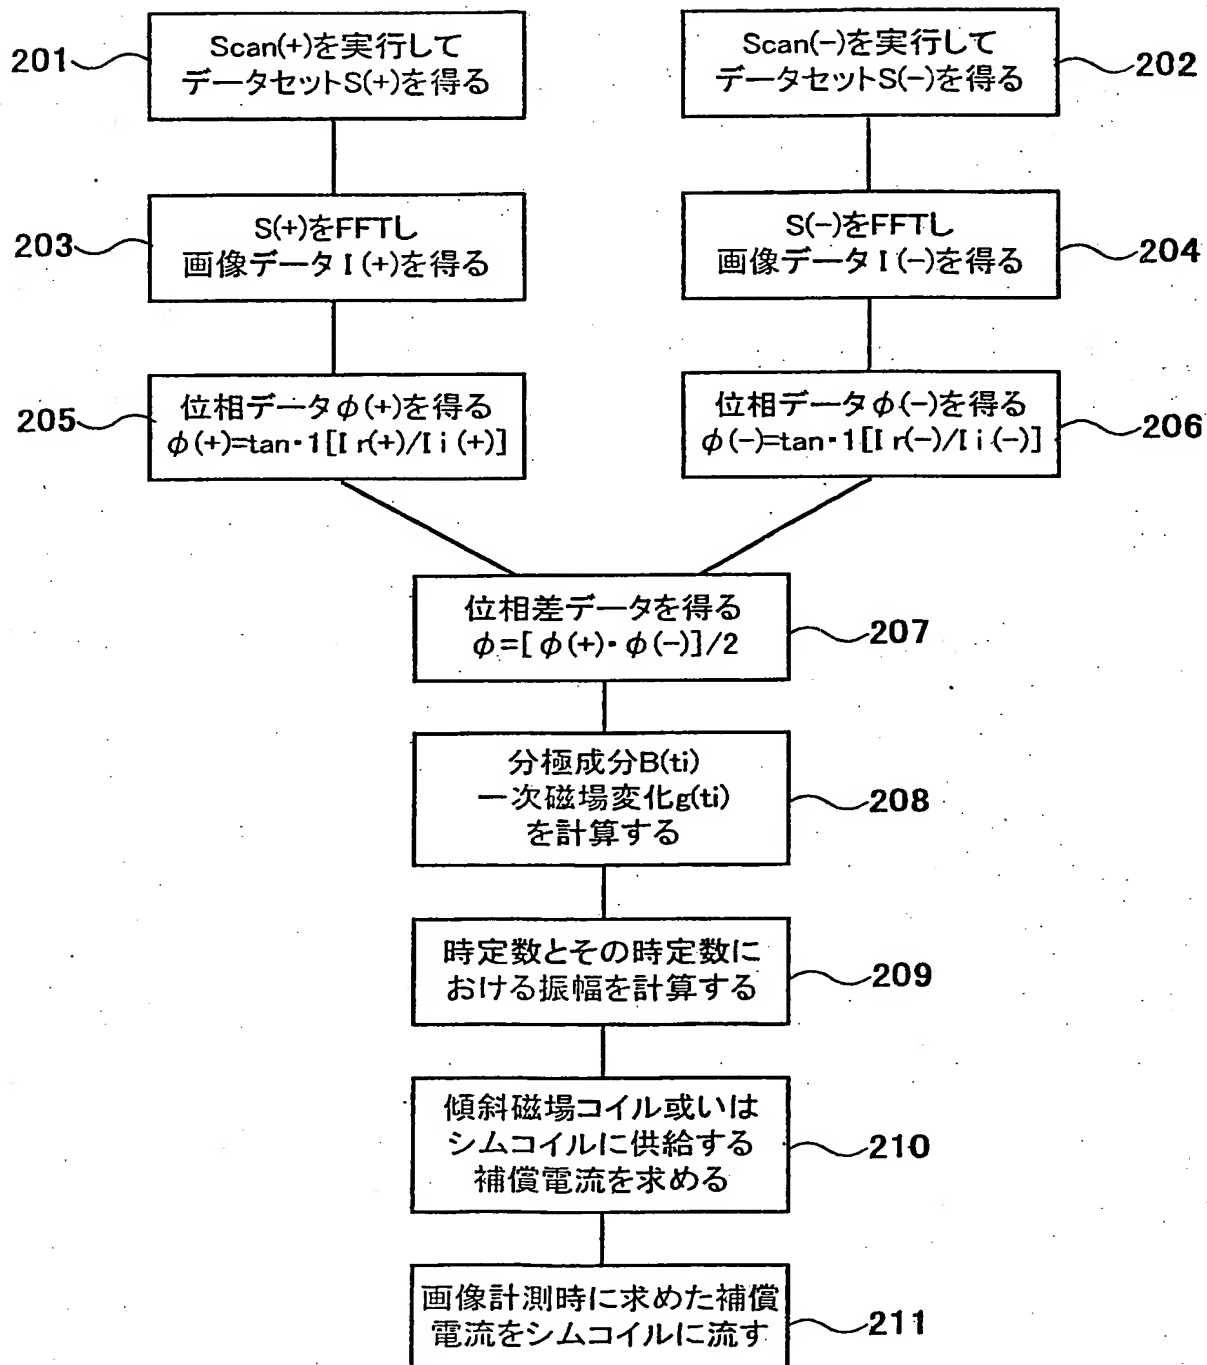 201
Scan(+)を実行して
データセットS(+)を得る
Scan(-)を実行して
データセットS(-)を得る
202
203
S(+)をFFTし
画像データI(+)を得る
S(-)をFFTし
画像データI(-)を得る
204
205
位相データφ(+)を得る
φ(+)=tan・1[Ir(+)/Ii(+)]
位相データφ(-)を得る
φ(-)=tan・1[Ir(-)/Ii(-)]
206
位相差データを得る
φ=[φ(+)・φ(-)]/2
207
分極成分B(ti)
一次磁場変化g(ti)
を計算する
208
時定数とその時定数に
おける振幅を計算する
209
傾斜磁場コイル或いは
シムコイルに供給する
補償電流を求める
210
画像計測時に求めた補償
電流をシムコイルに流す
211